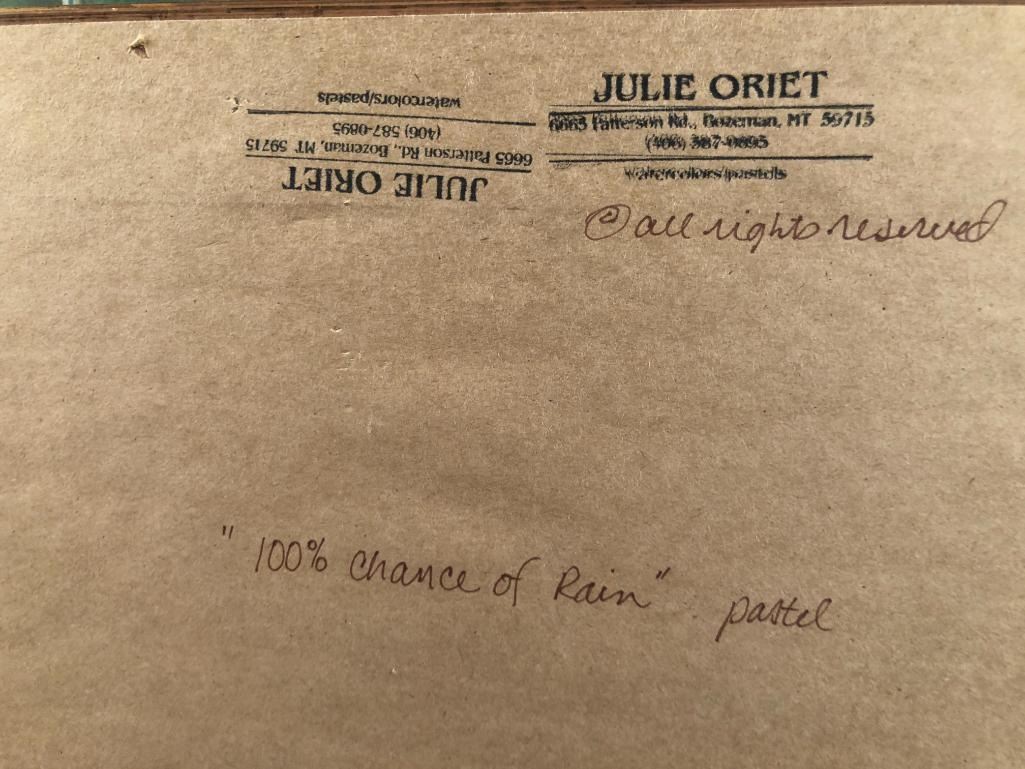 JULIE ORIET
6665 Patterson Rd., Bozeman, MT 59715
(406) 587-0895
watercolors/pastels
JULIE ORIET
6665 Patterson Rd., Bozeman, MT 59715
(406) 587-0895
watercolors/pastels
© all rights reserved
" 100% Chance of Rain" pastel